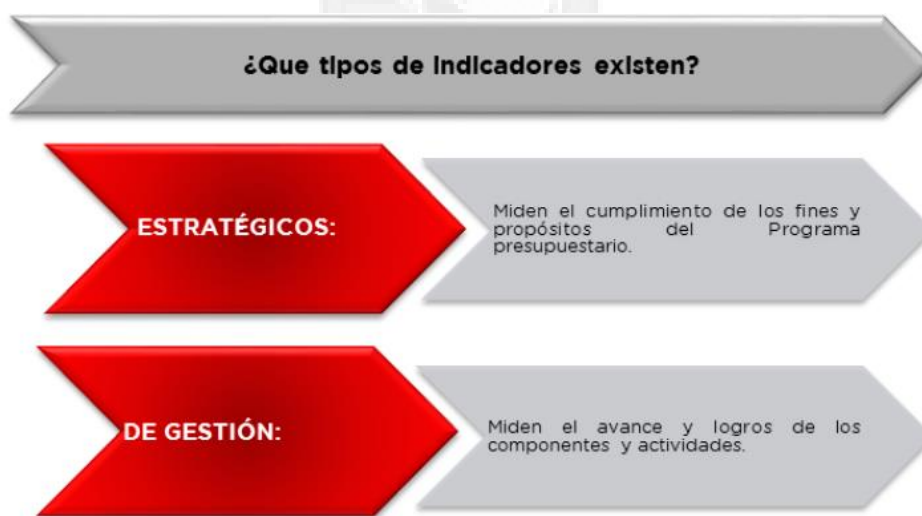 ¿Que tipos de indicadores existen?
ESTRATÉGICOS:
Miden el cumplimiento de los fines y
propósitos del Programa
presupuestario.
DE GESTIÓN:
Miden el avance y logros de los
componentes y actividades.